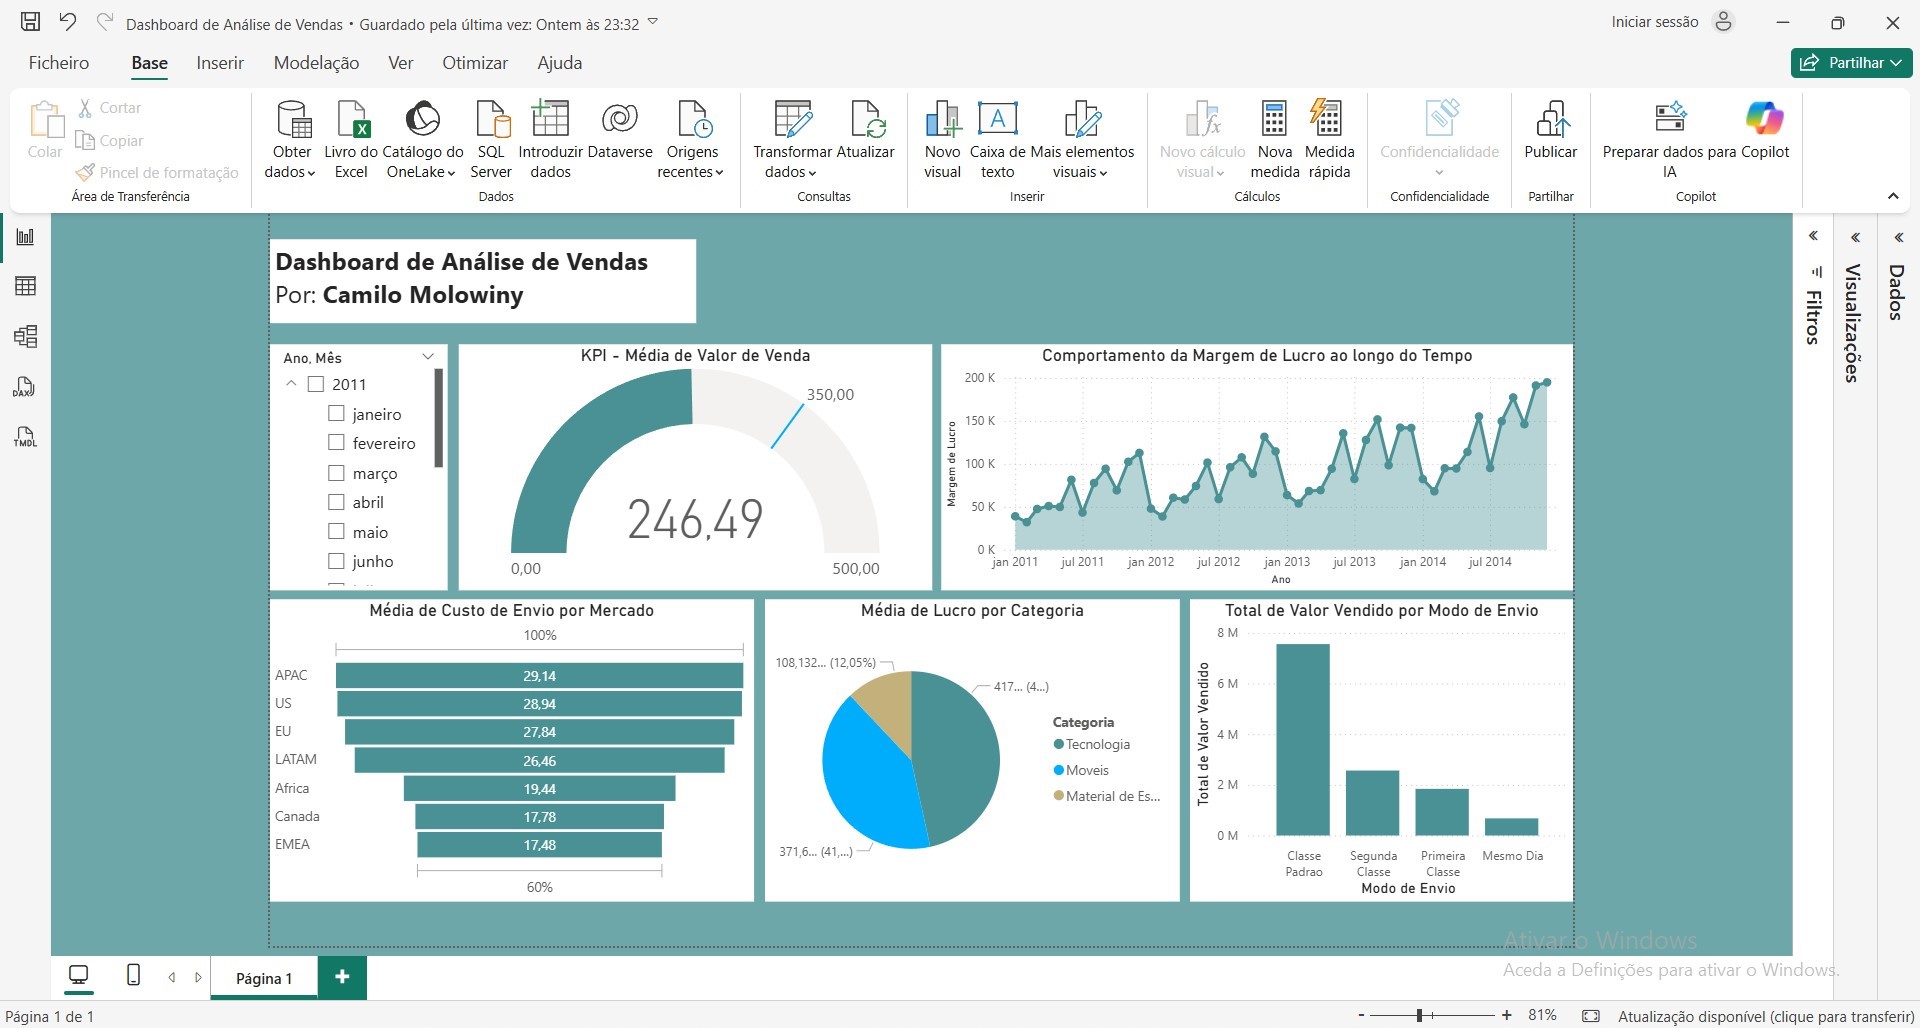 Dashboard de Análise de Vendas • Guardado pela última vez: Ontem às 23:32
Iniciar sessão
Ficheiro Base Inserir Modelação Ver Otimizar Ajuda
Partilhar
Colar
Cortar
Copiar
Pincel de formatação
Área de Transferência
Obter dados
Livro do Excel
Catálogo do OneLake
SQL Server
Introduzir dados
Dataverse
Origens recentes
Dados
Transformar dados
Atualizar
Consultas
Novo visual
Caixa de texto
Mais elementos visuais
Inserir
Novo cálculo visual
Nova medida
Medida rápida
Cálculos
Confidencialidade
Confidencialidade
Publicar
Partilhar
Preparar dados para IA
Copilot
Copilot
DAX
TMDL
Filtros
Visualizações
Dados
Dashboard de Análise de Vendas
Por: Camilo Molowiny
Ano, Mês
2011
janeiro
fevereiro
março
abril
maio
junho
KPI - Média de Valor de Venda
350,00
246,49
0,00
500,00
Comportamento da Margem de Lucro ao longo do Tempo
Margem de Lucro
200 K
150 K
100 K
50 K
0 K
jan 2011 jul 2011 jan 2012 jul 2012 jan 2013 jul 2013 jan 2014 jul 2014
Ano
Média de Custo de Envio por Mercado
100%
APAC 29,14
US 28,94
EU 27,84
LATAM 26,46
Africa 19,44
Canada 17,78
EMEA 17,48
60%
Média de Lucro por Categoria
108,132... (12,05%)
417... (4...)
371,6... (41,...)
Categoria
Tecnologia
Moveis
Material de Es...
Total de Valor Vendido por Modo de Envio
Total de Valor Vendido
8 M
6 M
4 M
2 M
0 M
Classe Padrao
Segunda Classe
Primeira Classe
Mesmo Dia
Modo de Envio
Ativar o Windows
Aceda a Definições para ativar o Windows.
Página 1
Página 1 de 1
81%
Atualização disponível (clique para transferir)